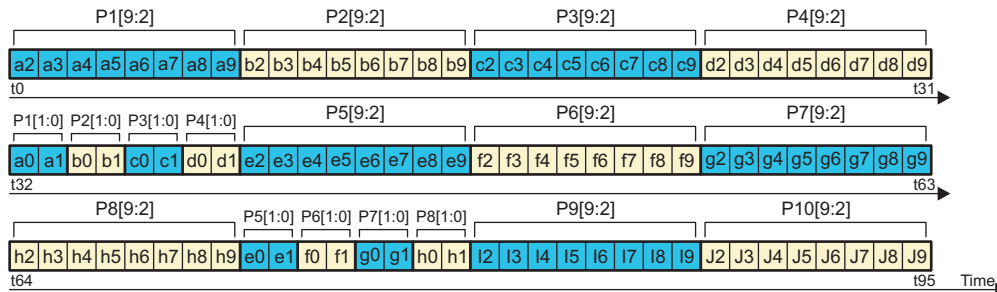 P1[9:2] P2[9:2] P3[9:2] P4[9:2]
a2 a3 a4 a5 a6 a7 a8 a9 b2 b3 b4 b5 b6 b7 b8 b9 c2 c3 c4 c5 c6 c7 c8 c9 d2 d3 d4 d5 d6 d7 d8 d9
t0 t31
P1[1:0] P2[1:0] P3[1:0] P4[1:0] P5[9:2] P6[9:2] P7[9:2]
a0 a1 b0 b1 c0 c1 d0 d1 e2 e3 e4 e5 e6 e7 e8 e9 f2 f3 f4 f5 f6 f7 f8 f9 g2 g3 g4 g5 g6 g7 g8 g9
t32 t63
P8[9:2] P5[1:0] P6[1:0] P7[1:0] P8[1:0] P9[9:2] P10[9:2]
h2 h3 h4 h5 h6 h7 h8 h9 e0 e1 f0 f1 g0 g1 h0 h1 I2 I3 I4 I5 I6 I7 I8 I9 J2 J3 J4 J5 J6 J7 J8 J9
t64 t95 Time